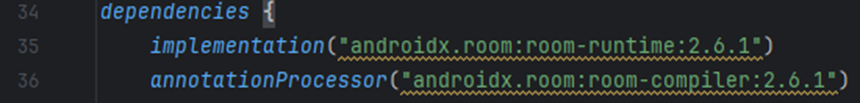 34 dependencies {
35 implementation("androidx.room:room-runtime:2.6.1")
36 annotationProcessor("androidx.room:room-compiler:2.6.1")